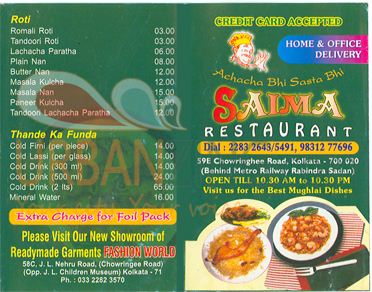 Roti
Romali Roti 03.00
Tandoori Roti 03.00
Lachacha Paratha 06.00
Plain Nan 08.00
Butter Nan 12.00
Masala Kulcha 12.00
Masala Nan 15.00
Paneer Kulcha 15.00
Tandoori Lachacha Paratha 12.00
Thande Ka Funda
Cold Firni (per piece) 14.00
Cold Lassi (per glass) 14.00
Cold Drink (300 ml) 14.00
Cold Drink (500 ml) 24.00
Cold Drink (2 lts) 65.00
Mineral Water 16.00
Extra Charge for Foil Pack
Please Visit Our New Showroomt of
Readymade Garments FASHION WORLD
58C, J. L. Nehru Road, (Chowringee Road)
(Opp. J. L. Children Museum) Kolkata - 71
Ph : 033 2282 3570
CREDIT CARD ACCEPTED
HOME & OFFICE
DELIVERY
Achacha Bhi Sasta Bhi
SAIMA
RESTAURANT
Dial : 2283 2643/5491, 98312 77696
59E Chowringhee Road, Kolkata - 700 020
(Behind Metro Railway Rabindra Sadan)
OPEN TILL 10.30 AM to 10.30 PM
Visit us for the Best Mughlai Dishes